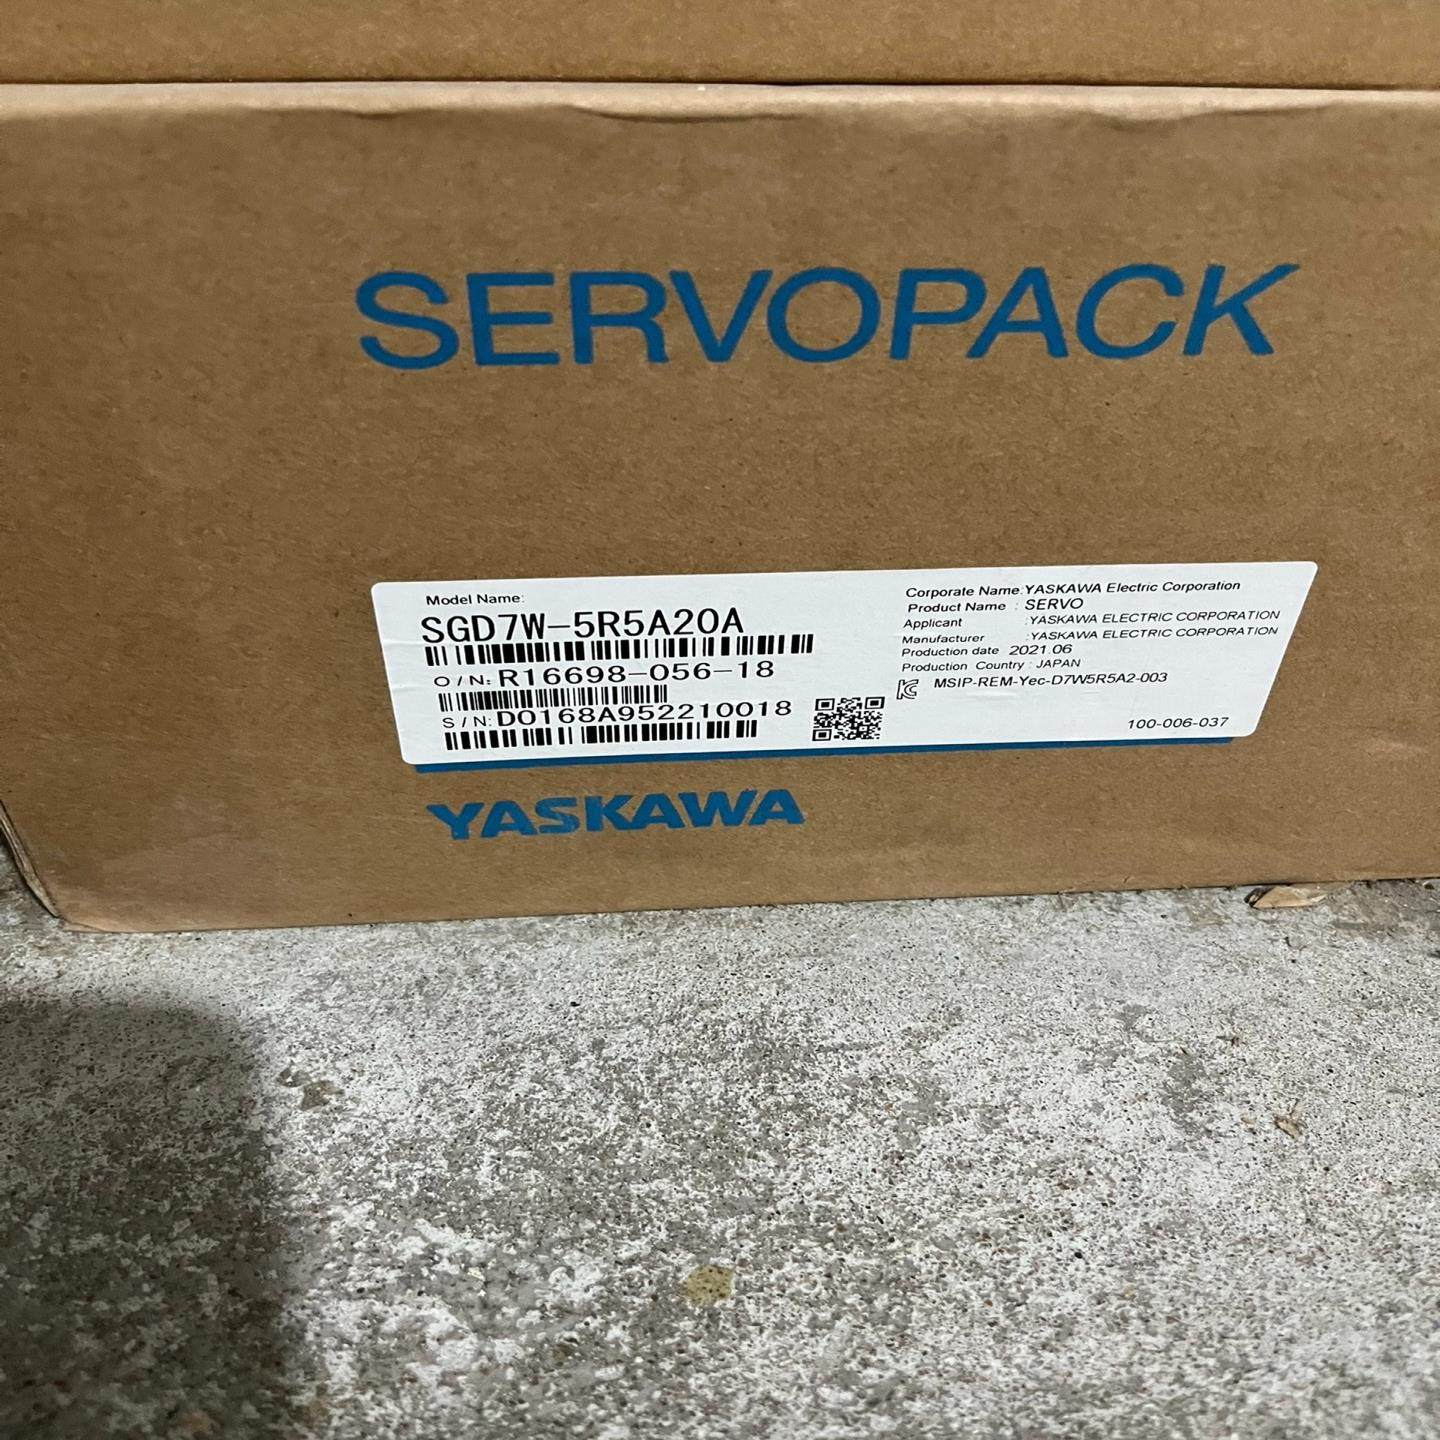 SERVOPACK
Model Name:
SGD7W-5R5A20A
O/N: R16698-056-18
S/N: D0168A952210018
Corporate Name: YASKAWA Electric Corporation
Product Name : SERVO
Applicant : YASKAWA ELECTRIC CORPORATION
Manufacturer : YASKAWA ELECTRIC CORPORATION
Production date 2021.06
Production Country : JAPAN
MSIP-REM-Yec-D7W5R5A2-003
100-006-037
YASKAWA